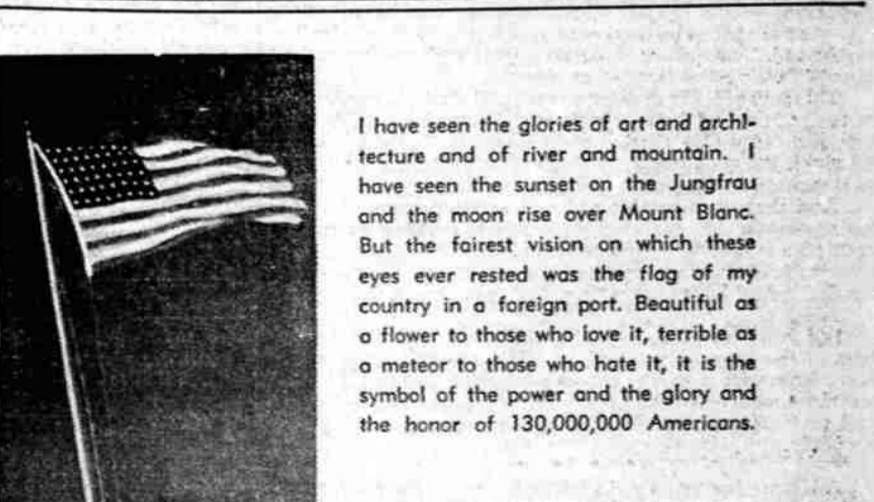 I have seen the glories of art and archi-
tecture and of river and mountain. I
have seen the sunset on the Jungfrau
and the moon rise over Mount Blanc.
But the fairest vision on which these
eyes ever rested was the flag of my
country in a foreign port. Beautiful as
a flower to those who love it, terrible as
a meteor to those who hate it, it is the
symbol of the power and the glory and
the honor of 130,000,000 Americans.